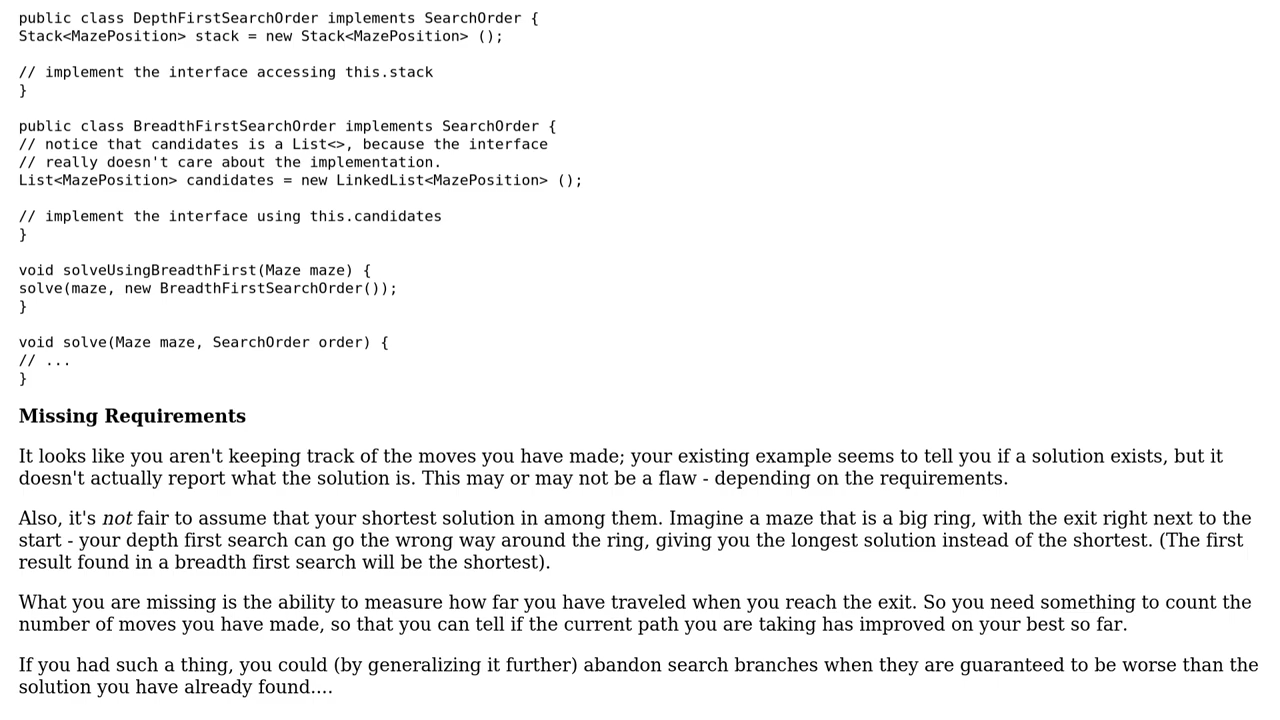 public class DepthFirstSearchOrder implements SearchOrder {
Stack<MazePosition> stack = new Stack<MazePosition> ();
// implement the interface accessing this.stack
}
public class BreadthFirstSearchOrder implements SearchOrder {
// notice that candidates is a List<>, because the interface
// really doesn't care about the implementation.
List<MazePosition> candidates = new LinkedList<MazePosition> ();
// implement the interface using this.candidates
}
void solveUsingBreadthFirst(Maze maze) {
solve(maze, new BreadthFirstSearchOrder());
}
void solve(Maze maze, SearchOrder order) {
// ...
}
Missing Requirements
It looks like you aren't keeping track of the moves you have made; your existing example seems to tell you if a solution exists, but it
doesn't actually report what the solution is. This may or may not be a flaw - depending on the requirements.
Also, it's not fair to assume that your shortest solution in among them. Imagine a maze that is a big ring, with the exit right next to the
start - your depth first search can go the wrong way around the ring, giving you the longest solution instead of the shortest. (The first
result found in a breadth first search will be the shortest).
What you are missing is the ability to measure how far you have traveled when you reach the exit. So you need something to count the
number of moves you have made, so that you can tell if the current path you are taking has improved on your best so far.
If you had such a thing, you could (by generalizing it further) abandon search branches when they are guaranteed to be worse than the
solution you have already found....